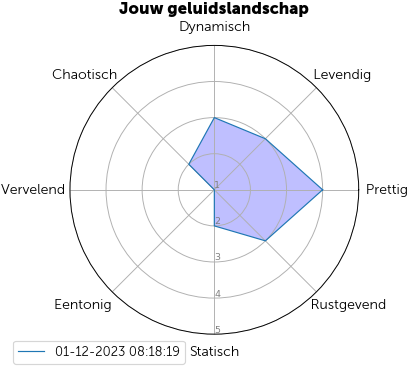 Jouw geluidslandschap
Dynamisch
Chaotisch
Levendig
Vervelend
1
Prettig
2
3
4
Eentonig
Rustgevend
5
01-12-2023 08:18:19
Statisch